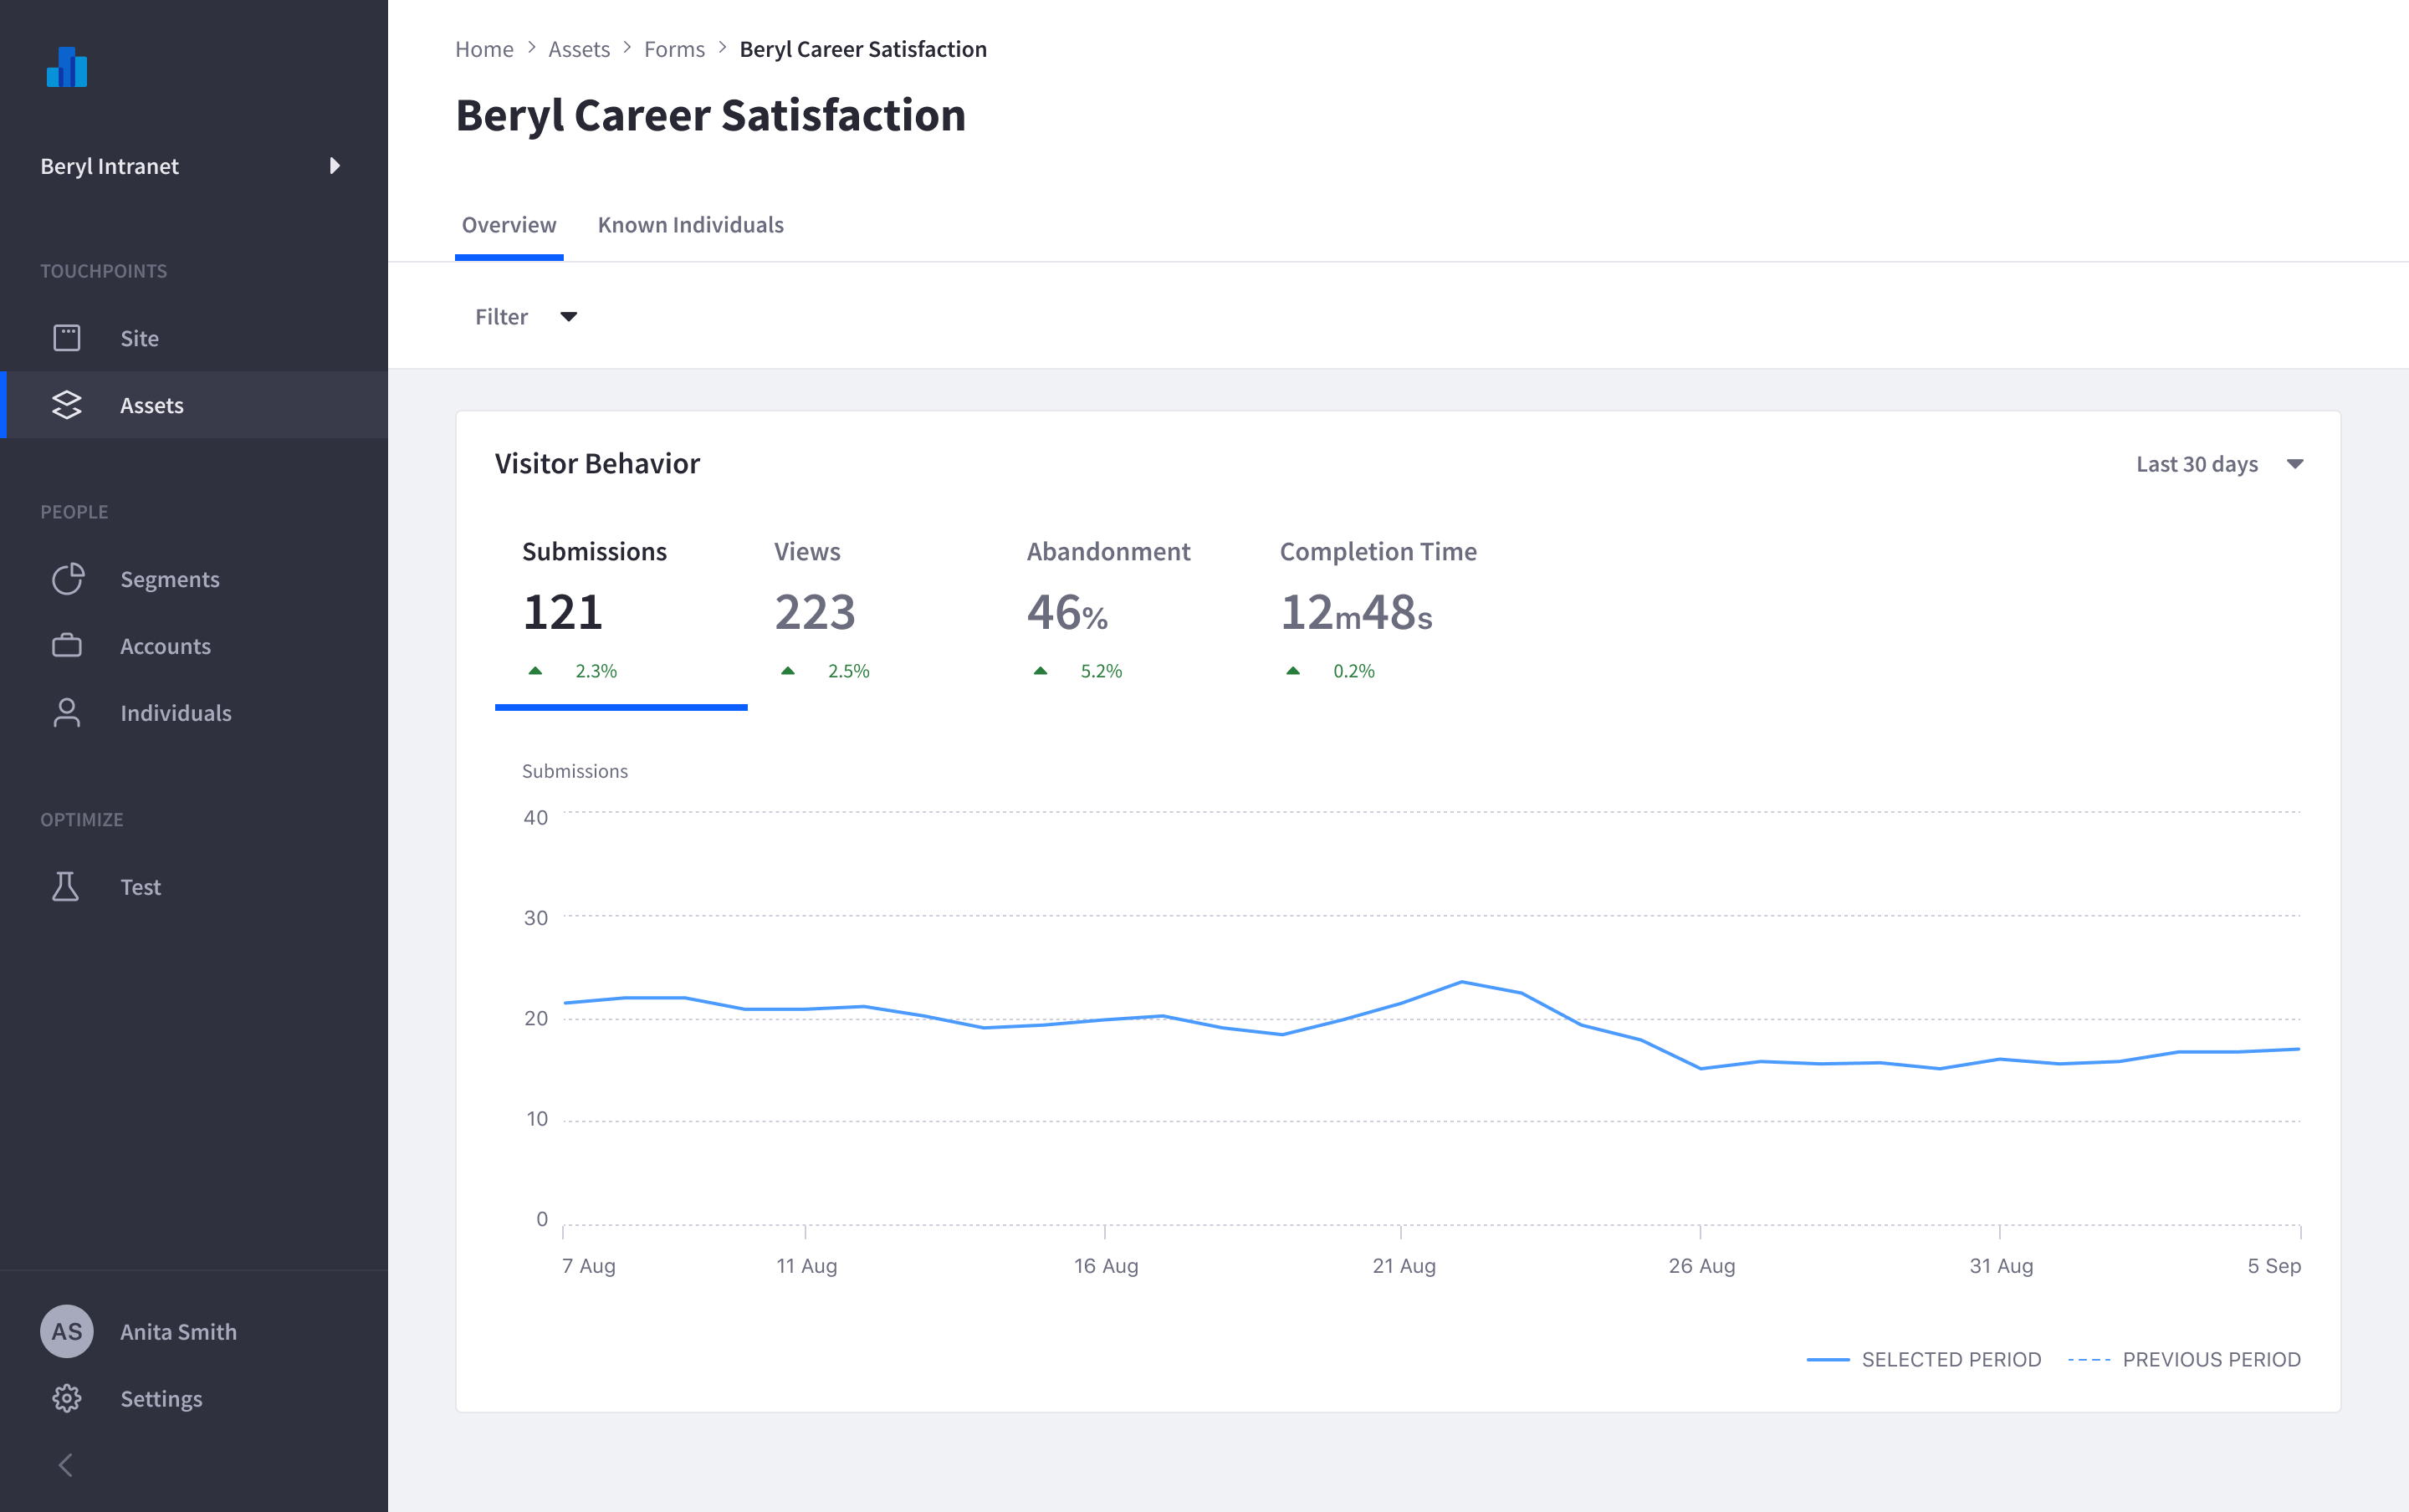 Beryl Intranet
TOUCHPOINTS
Site
Assets
PEOPLE
Segments
Accounts
Individuals
OPTIMIZE
Test
AS Anita Smith
Settings
Home > Assets > Forms > Beryl Career Satisfaction
Beryl Career Satisfaction
Overview Known Individuals
Filter
Visitor Behavior Last 30 days
Submissions Views Abandonment Completion Time
121 223 46% 12m48s
2.3% 2.5% 5.2% 0.2%
Submissions
40
30
20
10
0
7 Aug 11 Aug 16 Aug 21 Aug 26 Aug 31 Aug 5 Sep
SELECTED PERIOD PREVIOUS PERIOD